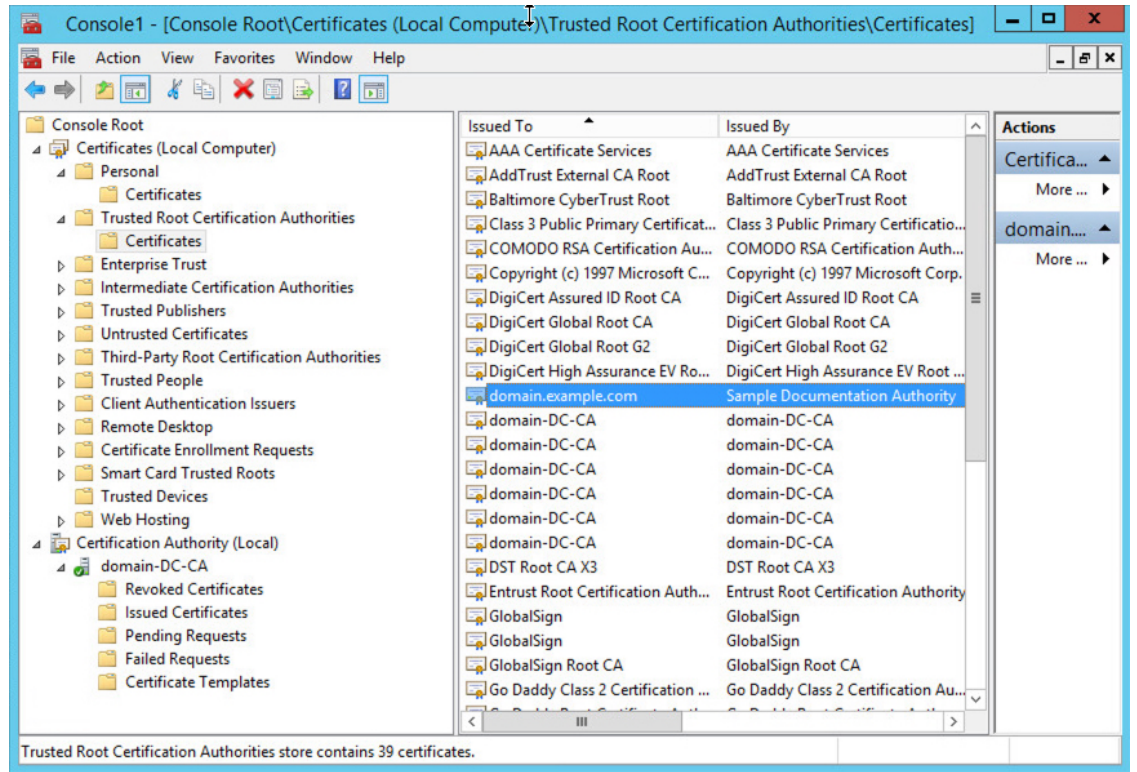 Console1 - [Console Root\Certificates (Local Computer)\Trusted Root Certification Authorities\Certificates]
File Action View Favorites Window Help
Console Root
Certificates (Local Computer)
Personal
Certificates
Trusted Root Certification Authorities
Certificates
Enterprise Trust
Intermediate Certification Authorities
Trusted Publishers
Untrusted Certificates
Third-Party Root Certification Authorities
Trusted People
Client Authentication Issuers
Remote Desktop
Certificate Enrollment Requests
Smart Card Trusted Roots
Trusted Devices
Web Hosting
Certification Authority (Local)
domain-DC-CA
Revoked Certificates
Issued Certificates
Pending Requests
Failed Requests
Certificate Templates
Issued To Issued By
AAA Certificate Services AAA Certificate Services
AddTrust External CA Root AddTrust External CA Root
Baltimore CyberTrust Root Baltimore CyberTrust Root
Class 3 Public Primary Certificat... Class 3 Public Primary Certificatio...
COMODO RSA Certification Au... COMODO RSA Certification Auth...
Copyright (c) 1997 Microsoft C... Copyright (c) 1997 Microsoft Corp.
DigiCert Assured ID Root CA DigiCert Assured ID Root CA
DigiCert Global Root CA DigiCert Global Root CA
DigiCert Global Root G2 DigiCert Global Root G2
DigiCert High Assurance EV Ro... DigiCert High Assurance EV Root ...
domain.example.com Sample Documentation Authority
domain-DC-CA domain-DC-CA
domain-DC-CA domain-DC-CA
domain-DC-CA domain-DC-CA
domain-DC-CA domain-DC-CA
domain-DC-CA domain-DC-CA
domain-DC-CA domain-DC-CA
DST Root CA X3 DST Root CA X3
Entrust Root Certification Auth... Entrust Root Certification Authority
GlobalSign GlobalSign
GlobalSign GlobalSign
GlobalSign Root CA GlobalSign Root CA
Go Daddy Class 2 Certification ... Go Daddy Class 2 Certification Au...
Actions
Certifica...
More ...
domain....
More ...
Trusted Root Certification Authorities store contains 39 certificates.